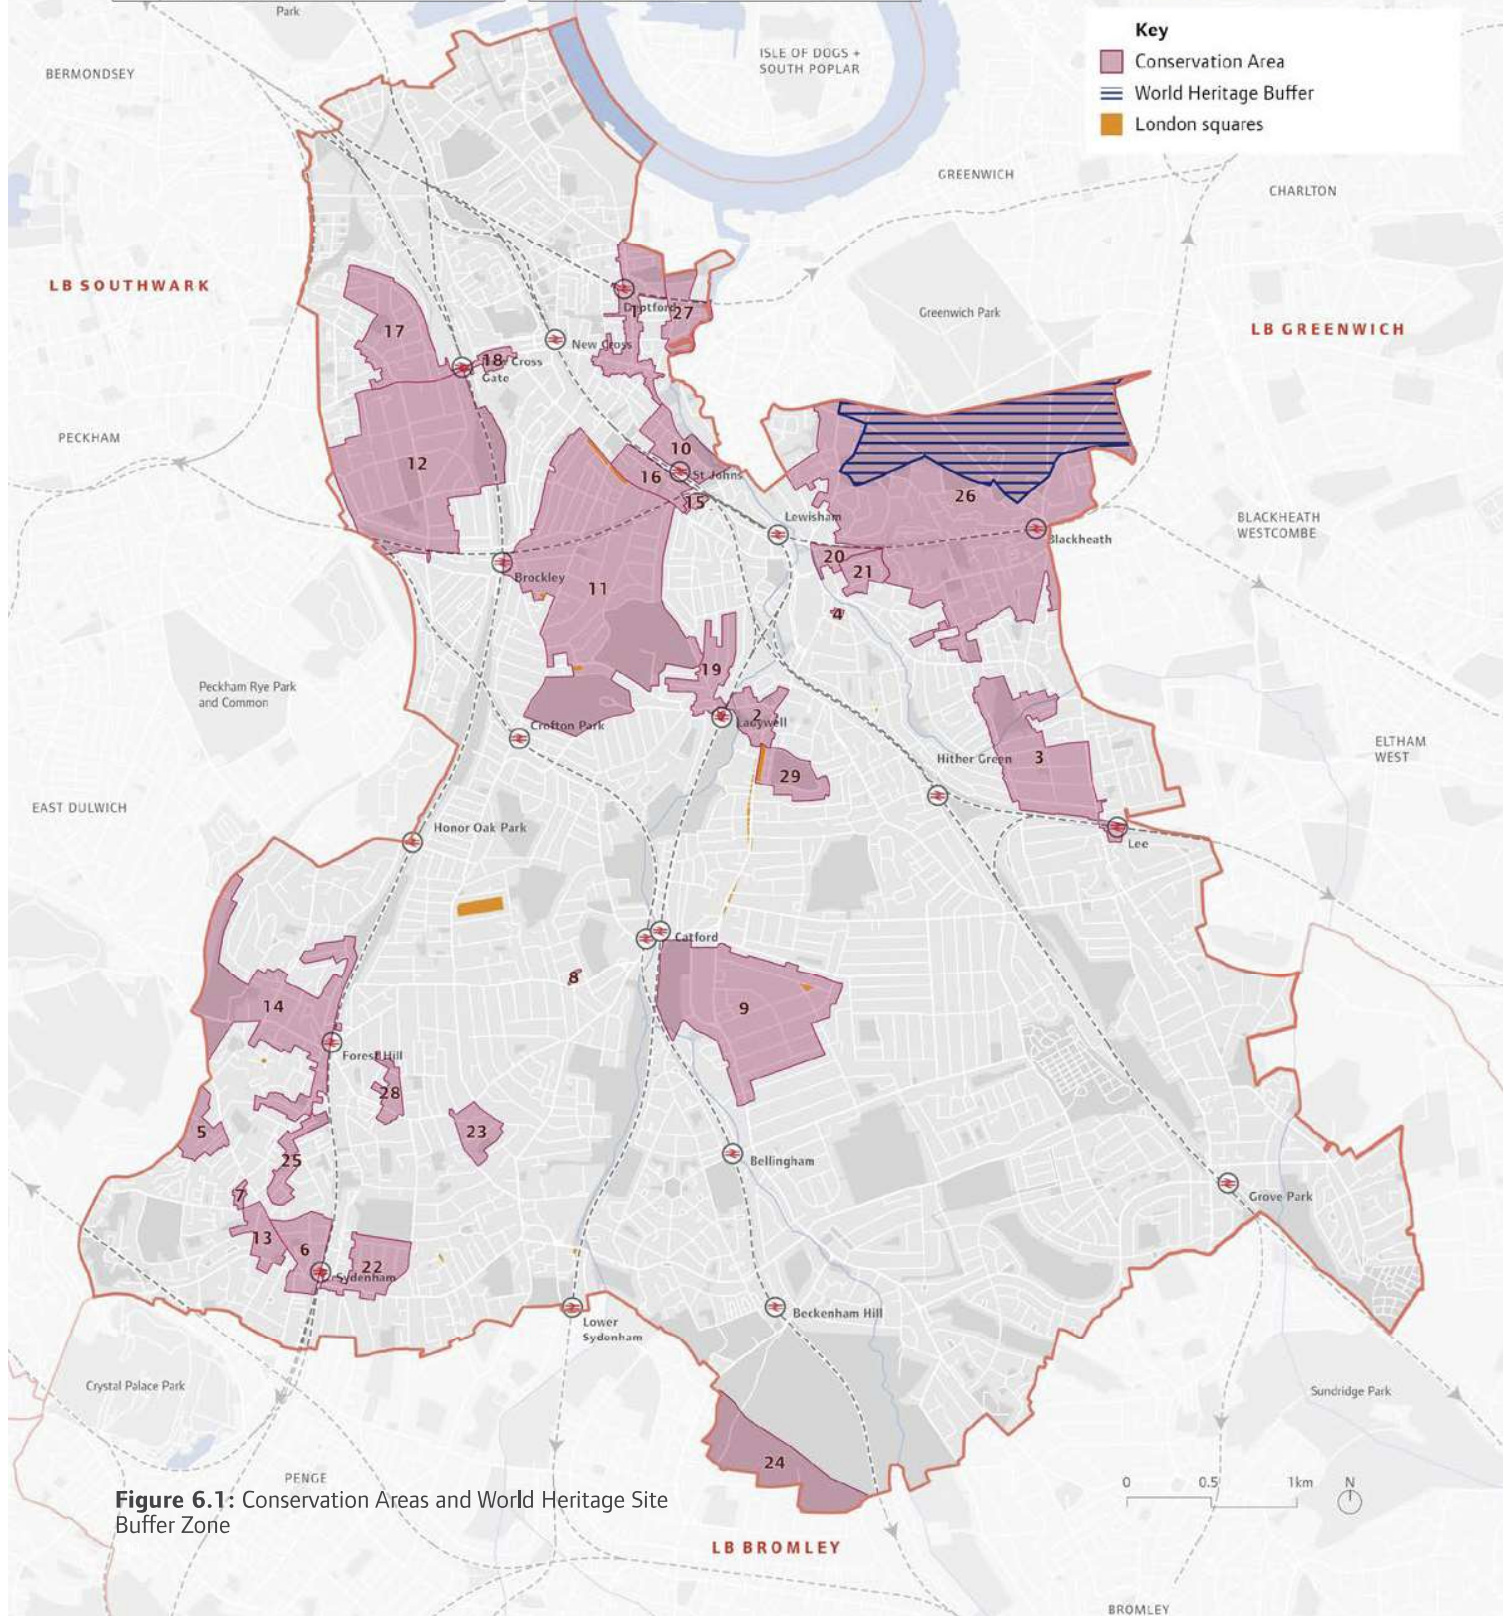 Park
BERMONDSEY
ISLE OF DOGS +
SOUTH POPLAR
Key
Conservation Area
World Heritage Buffer
London squares
GREENWICH
CHARLTON
LB SOUTHWARK
Deptford
1
27
Greenwich Park
LB GREENWICH
17
New Cross
18
Cross
Gate
PECKHAM
12
10
16
St Johns
15
26
Lewisham
Blackheath
BLACKHEATH
WESTCOMBE
20
21
Brockley
11
4
19
Peckham Rye Park
and Common
Crofton Park
2
Ladywell
29
Hither Green
3
ELTHAM
WEST
EAST DULWICH
Honor Oak Park
Lee
Catford
8
14
9
Forest Hill
28
5
23
25
Bellingham
7
Grove Park
13
6
22
Sydenham
Lower
Sydenham
Beckenham Hill
Crystal Palace Park
Sundridge Park
24
PENGE
0 0.5 1km N
Figure 6.1: Conservation Areas and World Heritage Site
Buffer Zone
LB BROMLEY
BROMLEY